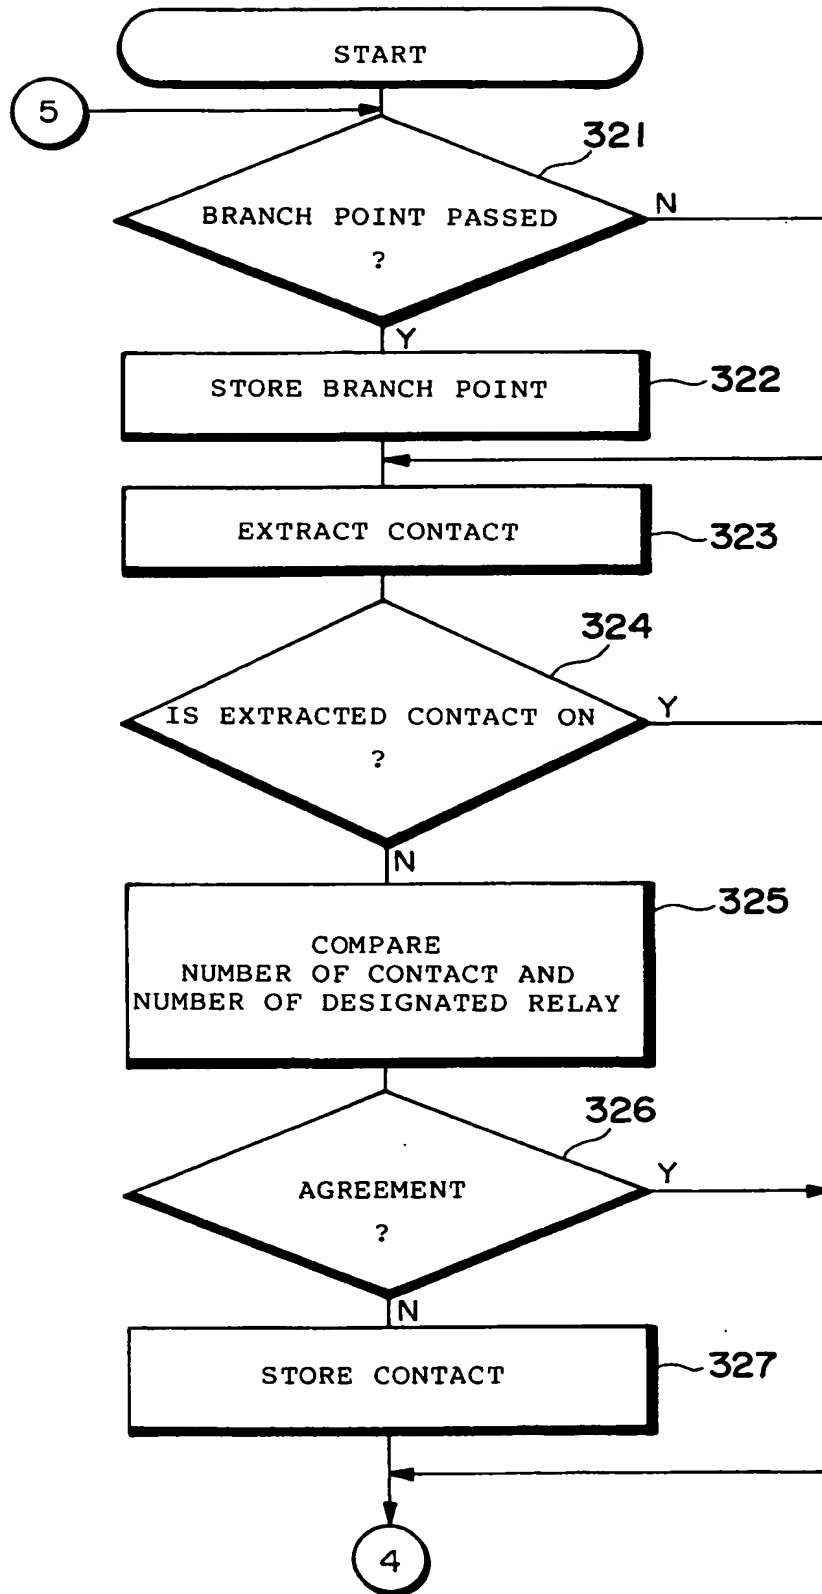 START
5
321
BRANCH POINT PASSED
?
N
Y
STORE BRANCH POINT
322
EXTRACT CONTACT
323
324
IS EXTRACTED CONTACT ON
?
Y
N
COMPARE
NUMBER OF CONTACT AND
NUMBER OF DESIGNATED RELAY
325
326
AGREEMENT
?
Y
N
STORE CONTACT
327
4